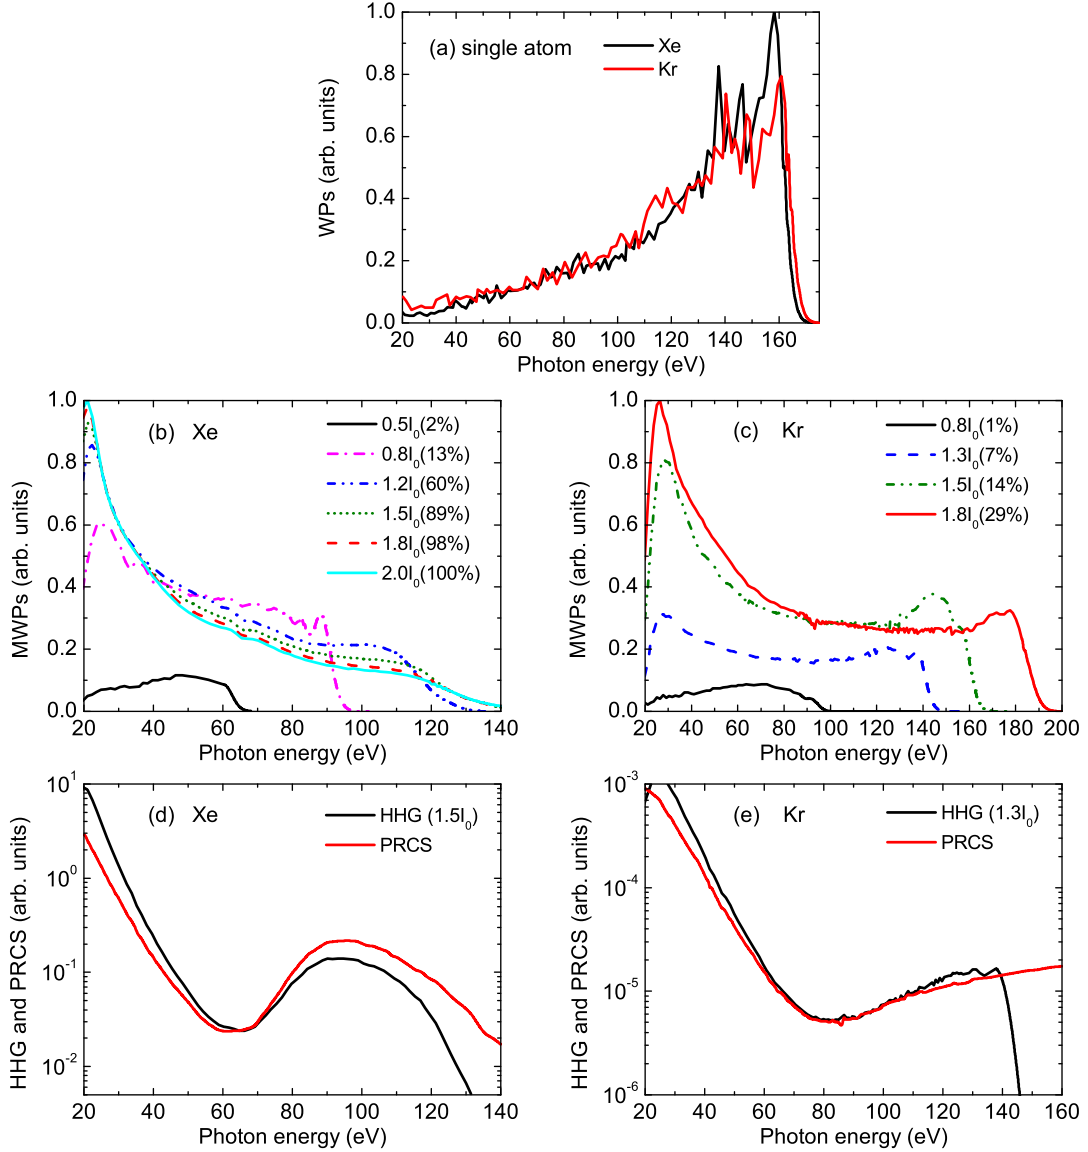 (a) single atom
Xe
Kr
WPs (arb. units)
1.0
0.8
0.6
0.4
0.2
0.0
20 40 60 80 100 120 140 160
Photon energy (eV)
(b) Xe
0.5I₀(2%)
0.8I₀(13%)
1.2I₀(60%)
1.5I₀(89%)
1.8I₀(98%)
2.0I₀(100%)
MWPs (arb. units)
1.0
0.8
0.6
0.4
0.2
0.0
20 40 60 80 100 120 140
Photon energy (eV)
(c) Kr
0.8I₀(1%)
1.3I₀(7%)
1.5I₀(14%)
1.8I₀(29%)
MWPs (arb. units)
1.0
0.8
0.6
0.4
0.2
0.0
20 40 60 80 100 120 140 160 180 200
Photon energy (eV)
(d) Xe
HHG (1.5I₀)
PRCS
HHG and PRCS (arb. units)
10¹
10⁰
10⁻¹
10⁻²
20 40 60 80 100 120 140
Photon energy (eV)
(e) Kr
HHG (1.3I₀)
PRCS
HHG and PRCS (arb. units)
10⁻³
10⁻⁴
10⁻⁵
10⁻⁶
20 40 60 80 100 120 140 160
Photon energy (eV)